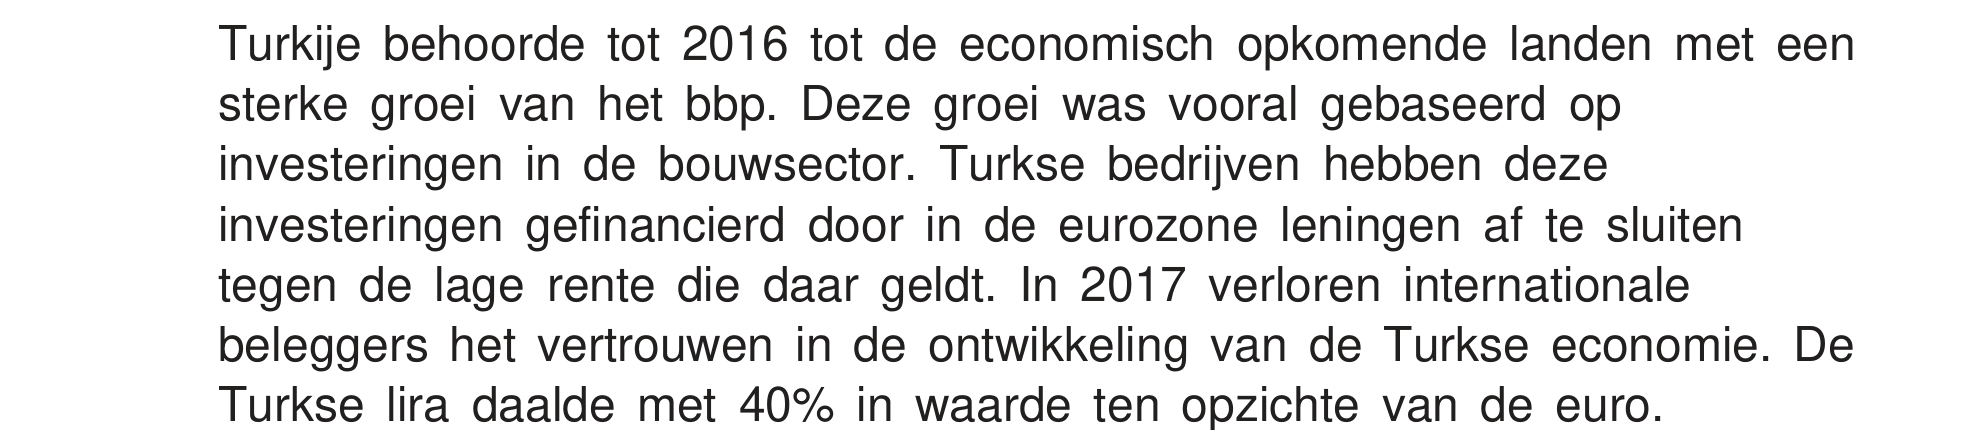 Turkije behoorde tot 2016 tot de economisch opkomende landen met een
sterke groei van het bbp. Deze groei was vooral gebaseerd op
investeringen in de bouwsector. Turkse bedrijven hebben deze
investeringen gefinancierd door in de eurozone leningen af te sluiten
tegen de lage rente die daar geldt. In 2017 verloren internationale
beleggers het vertrouwen in de ontwikkeling van de Turkse economie. De
Turkse lira daalde met 40% in waarde ten opzichte van de euro.